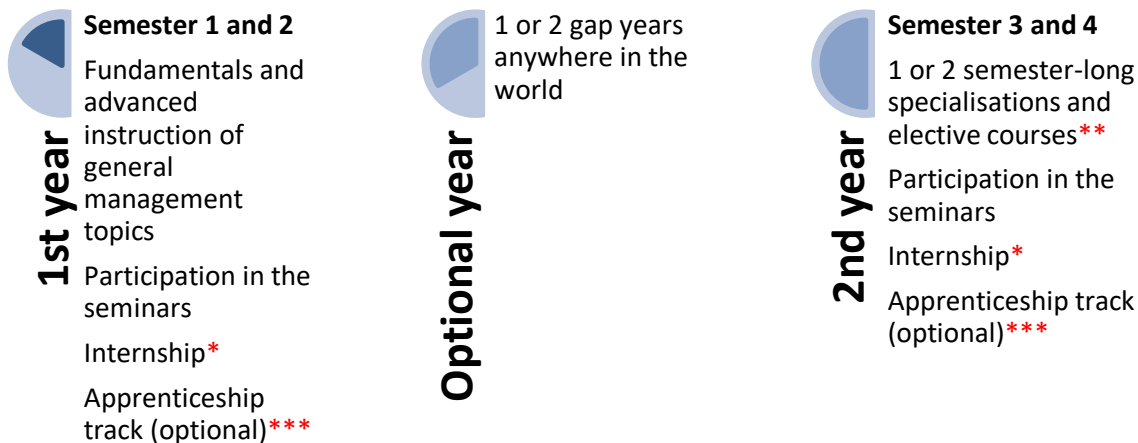 1st year
Semester 1 and 2
Fundamentals and
advanced
instruction of
general
management
topics
Participation in the
seminars
Internship*
Apprenticeship
track (optional)***
Optional year
1 or 2 gap years
anywhere in the
world
2nd year
Semester 3 and 4
1 or 2 semester-long
specialisations and
elective courses**
Participation in the
seminars
Internship*
Apprenticeship track
(optional)***